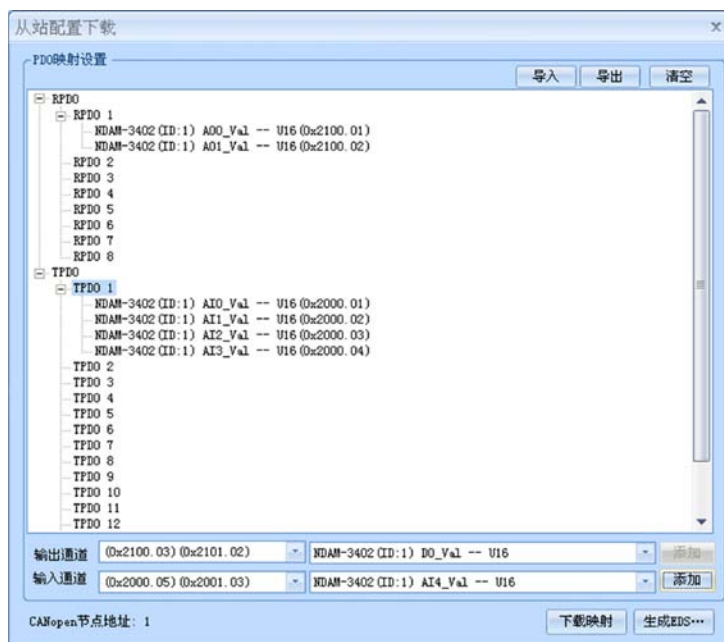 从站配置下载
x
PDO映射设置
导入 导出 清空
RPDO
RPDO 1
NDAM-3402(ID:1) AO0_Val -- U16(0x2100.01)
NDAM-3402(ID:1) AO1_Val -- U16(0x2100.02)
RPDO 2
RPDO 3
RPDO 4
RPDO 5
RPDO 6
RPDO 7
RPDO 8
TPDO
TPDO 1
NDAM-3402(ID:1) AI0_Val -- U16(0x2000.01)
NDAM-3402(ID:1) AI1_Val -- U16(0x2000.02)
NDAM-3402(ID:1) AI2_Val -- U16(0x2000.03)
NDAM-3402(ID:1) AI3_Val -- U16(0x2000.04)
TPDO 2
TPDO 3
TPDO 4
TPDO 5
TPDO 6
TPDO 7
TPDO 8
TPDO 9
TPDO 10
TPDO 11
TPDO 12
输出通道 (0x2100.03)(0x2101.02) NDAM-3402(ID:1) DO_Val -- U16 添加
输入通道 (0x2000.05)(0x2001.03) NDAM-3402(ID:1) AI4_Val -- U16 添加
CANopen节点地址: 1 下载映射 生成EDS...